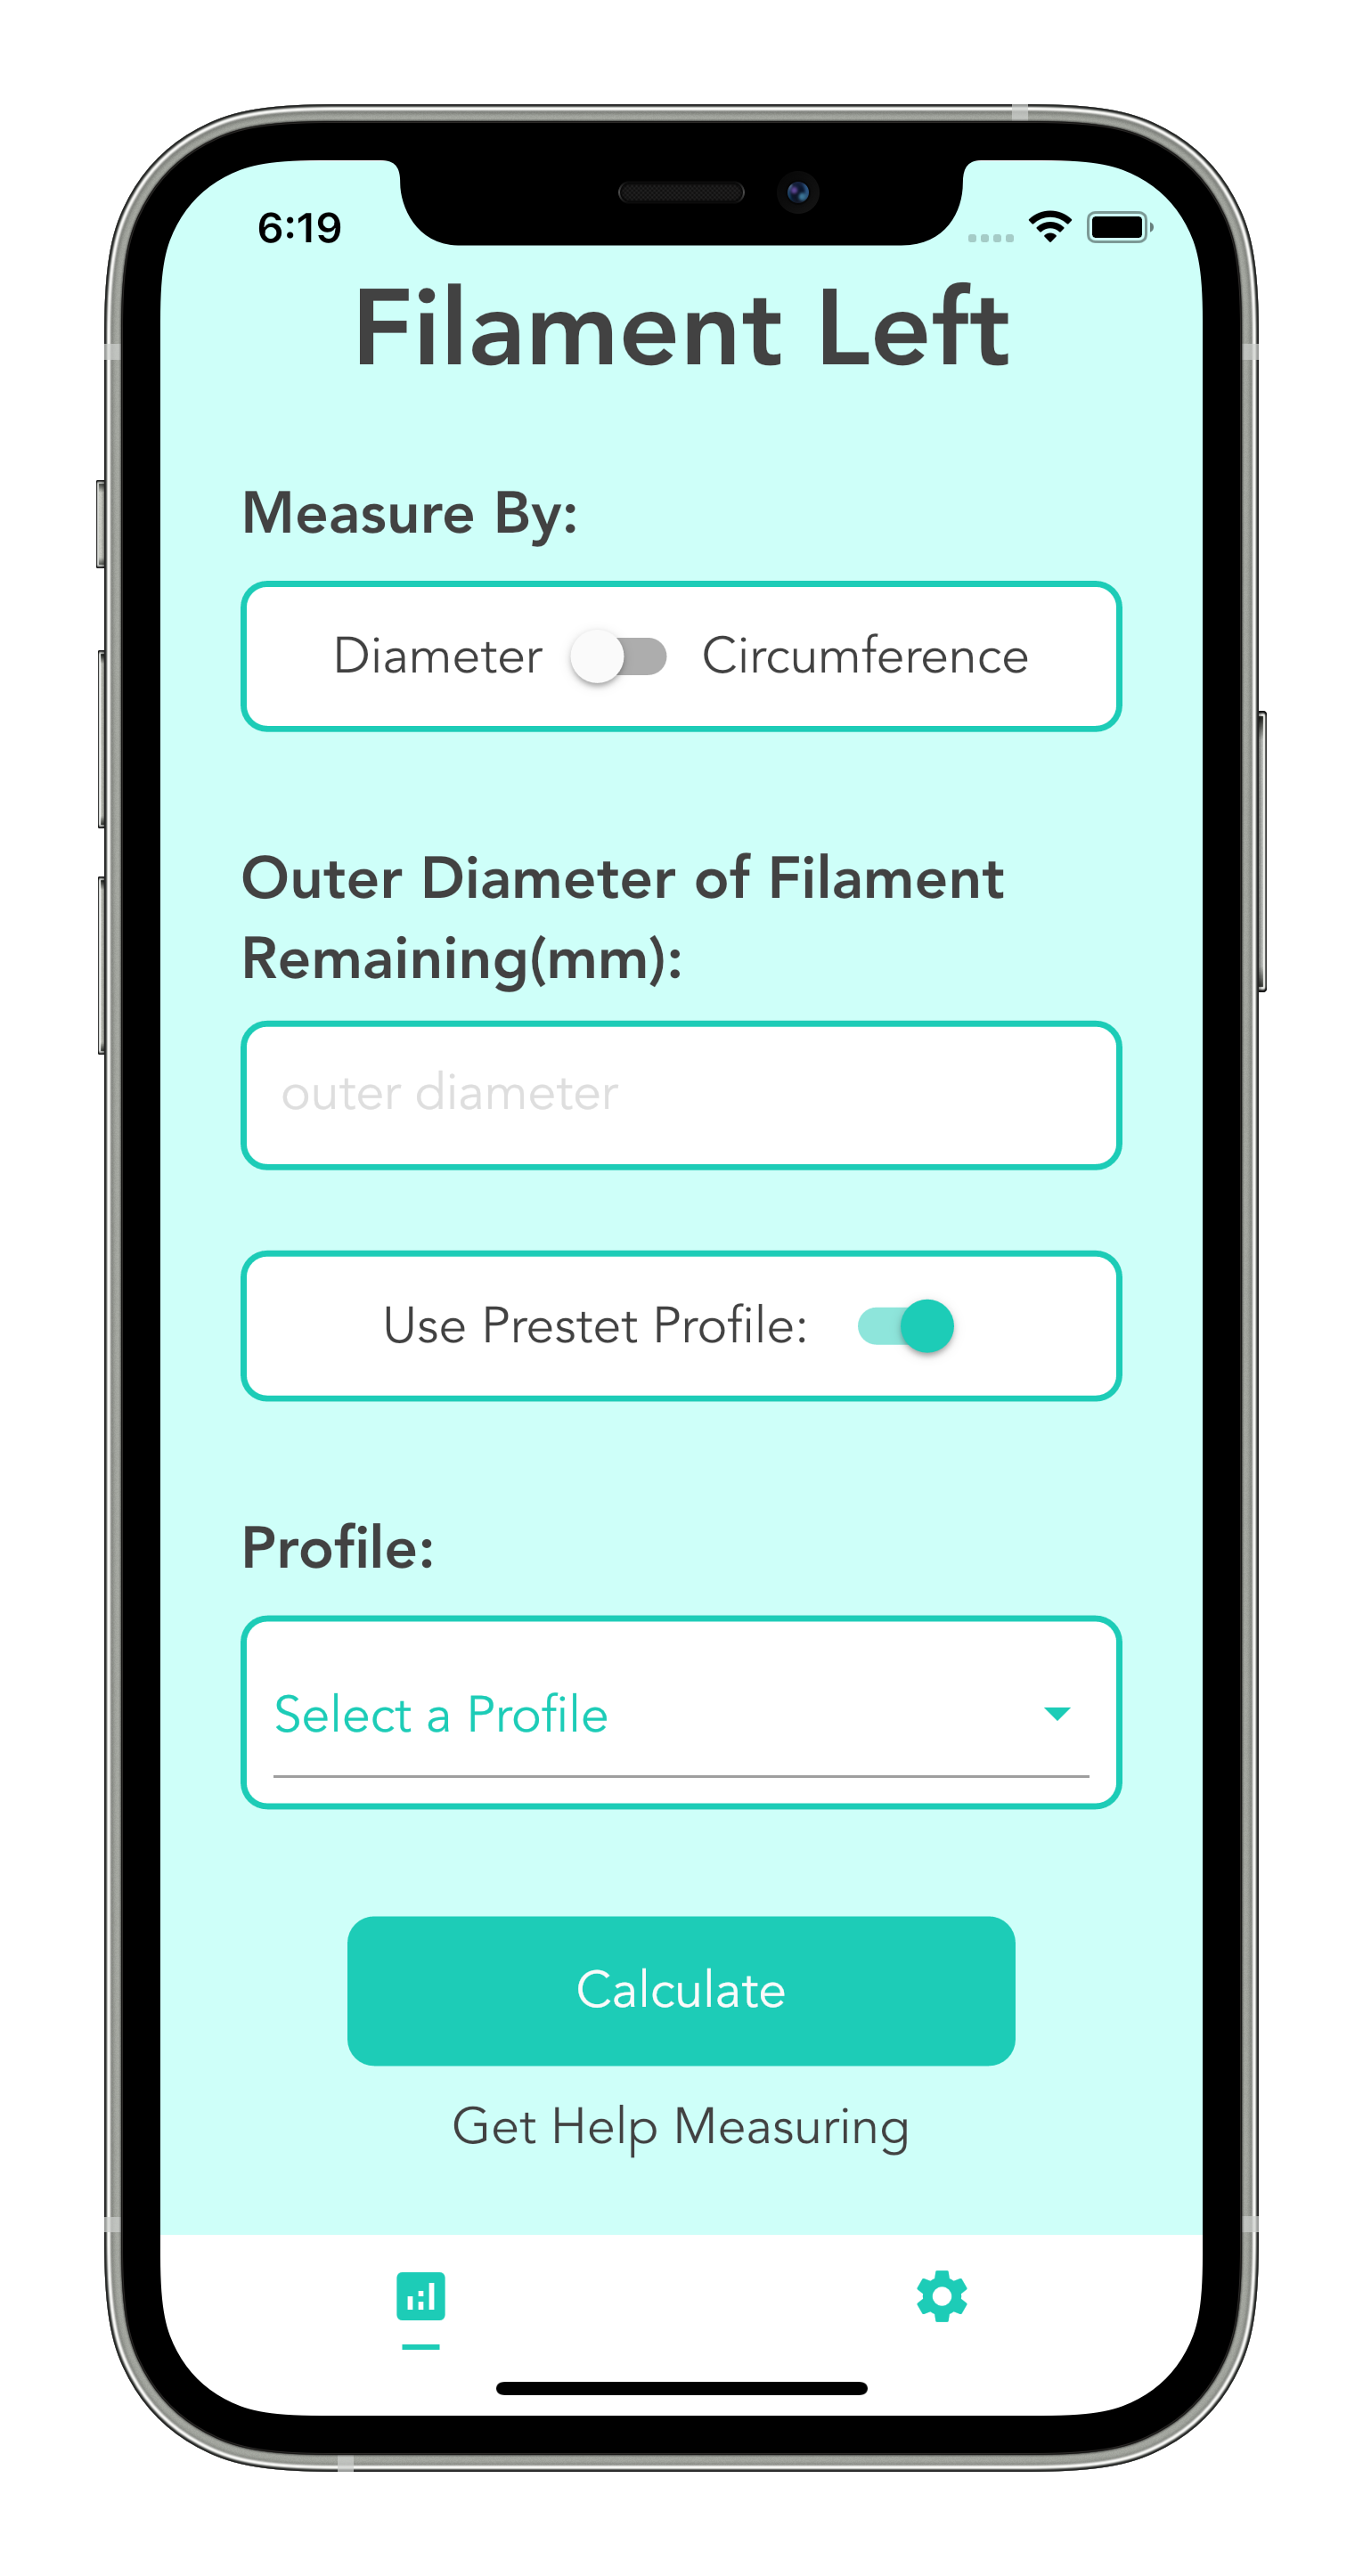 6:19
Filament Left
Measure By:
Diameter Circumference
Outer Diameter of Filament
Remaining(mm):
outer diameter
Use Prestet Profile:
Profile:
Select a Profile
Calculate
Get Help Measuring